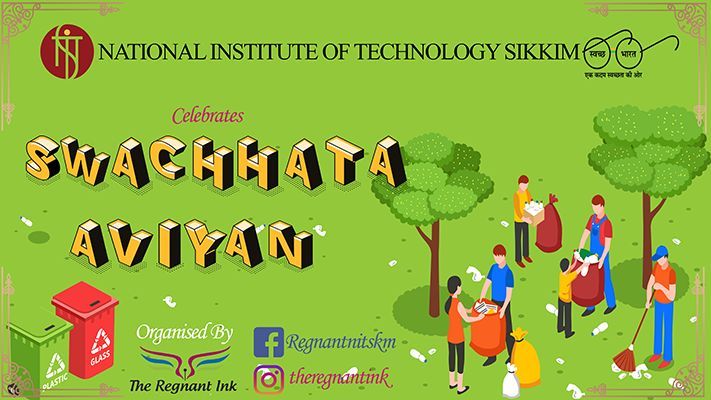 NATIONAL INSTITUTE OF TECHNOLOGY SIKKIM
स्वच्छ भारत
एक कदम स्वच्छता की ओर
Celebrates
SWACHHATA
AVIYAN
PLASTIC
GLASS
Organised By
The Regnant Ink
Regnantnitskm
theregnantink